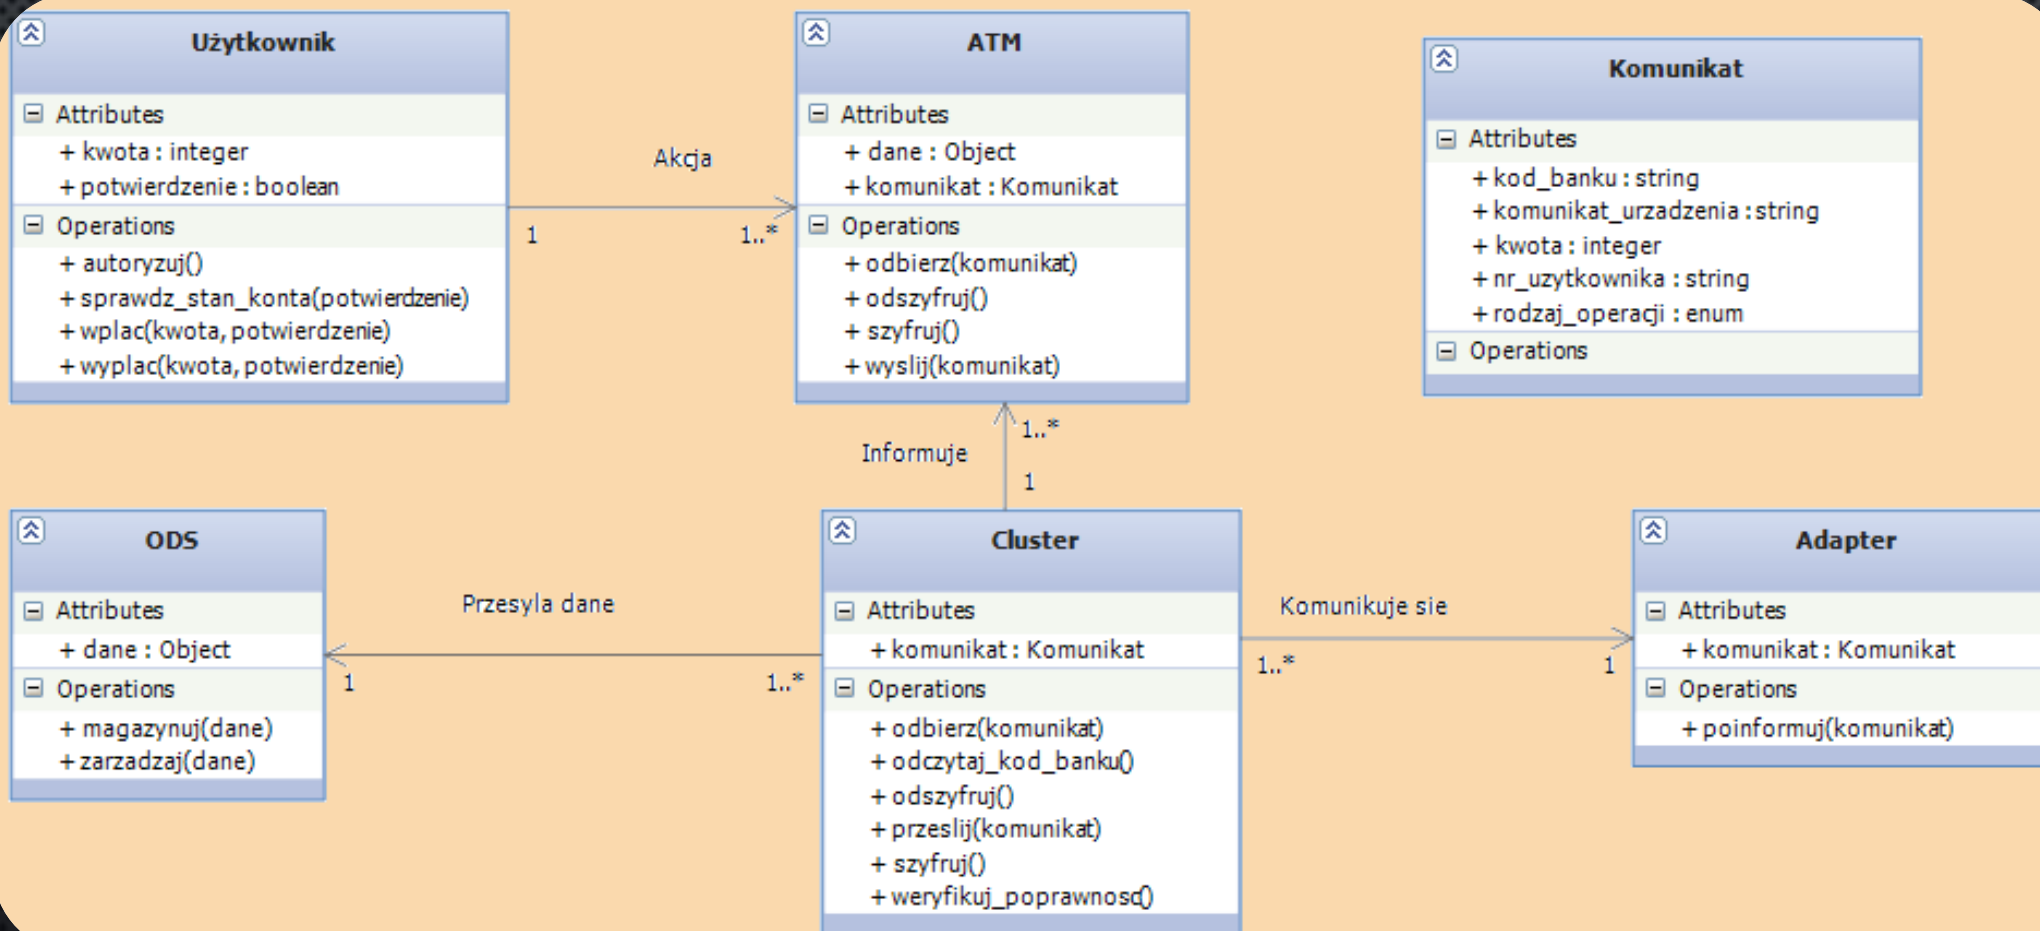 Użytkownik
Attributes
+ kwota : integer
+ potwierdzenie : boolean
Operations
+ autoryzuj()
+ sprawdz_stan_konta(potwierdzenie)
+ wplac(kwota, potwierdzenie)
+ wyplac(kwota, potwierdzenie)
Akcja
1
1..*
ATM
Attributes
+ dane : Object
+ komunikat : Komunikat
Operations
+ odbierz(komunikat)
+ odszyfruj()
+ szyfruj()
+ wyslij(komunikat)
Komunikat
Attributes
+ kod_banku : string
+ komunikat_urzadzenia : string
+ kwota : integer
+ nr_uzytkownika : string
+ rodzaj_operacji : enum
Operations
1..*
Informuje
1
ODS
Attributes
+ dane : Object
Operations
+ magazynuj(dane)
+ zarzadzaj(dane)
Przesyla dane
1
1..*
Cluster
Attributes
+ komunikat : Komunikat
Operations
+ odbierz(komunikat)
+ odczytaj_kod_banku()
+ odszyfruj()
+ przeslij(komunikat)
+ szyfruj()
+ weryfikuj_poprawnosc()
Komunikuje sie
1..*
1
Adapter
Attributes
+ komunikat : Komunikat
Operations
+ poinformuj(komunikat)